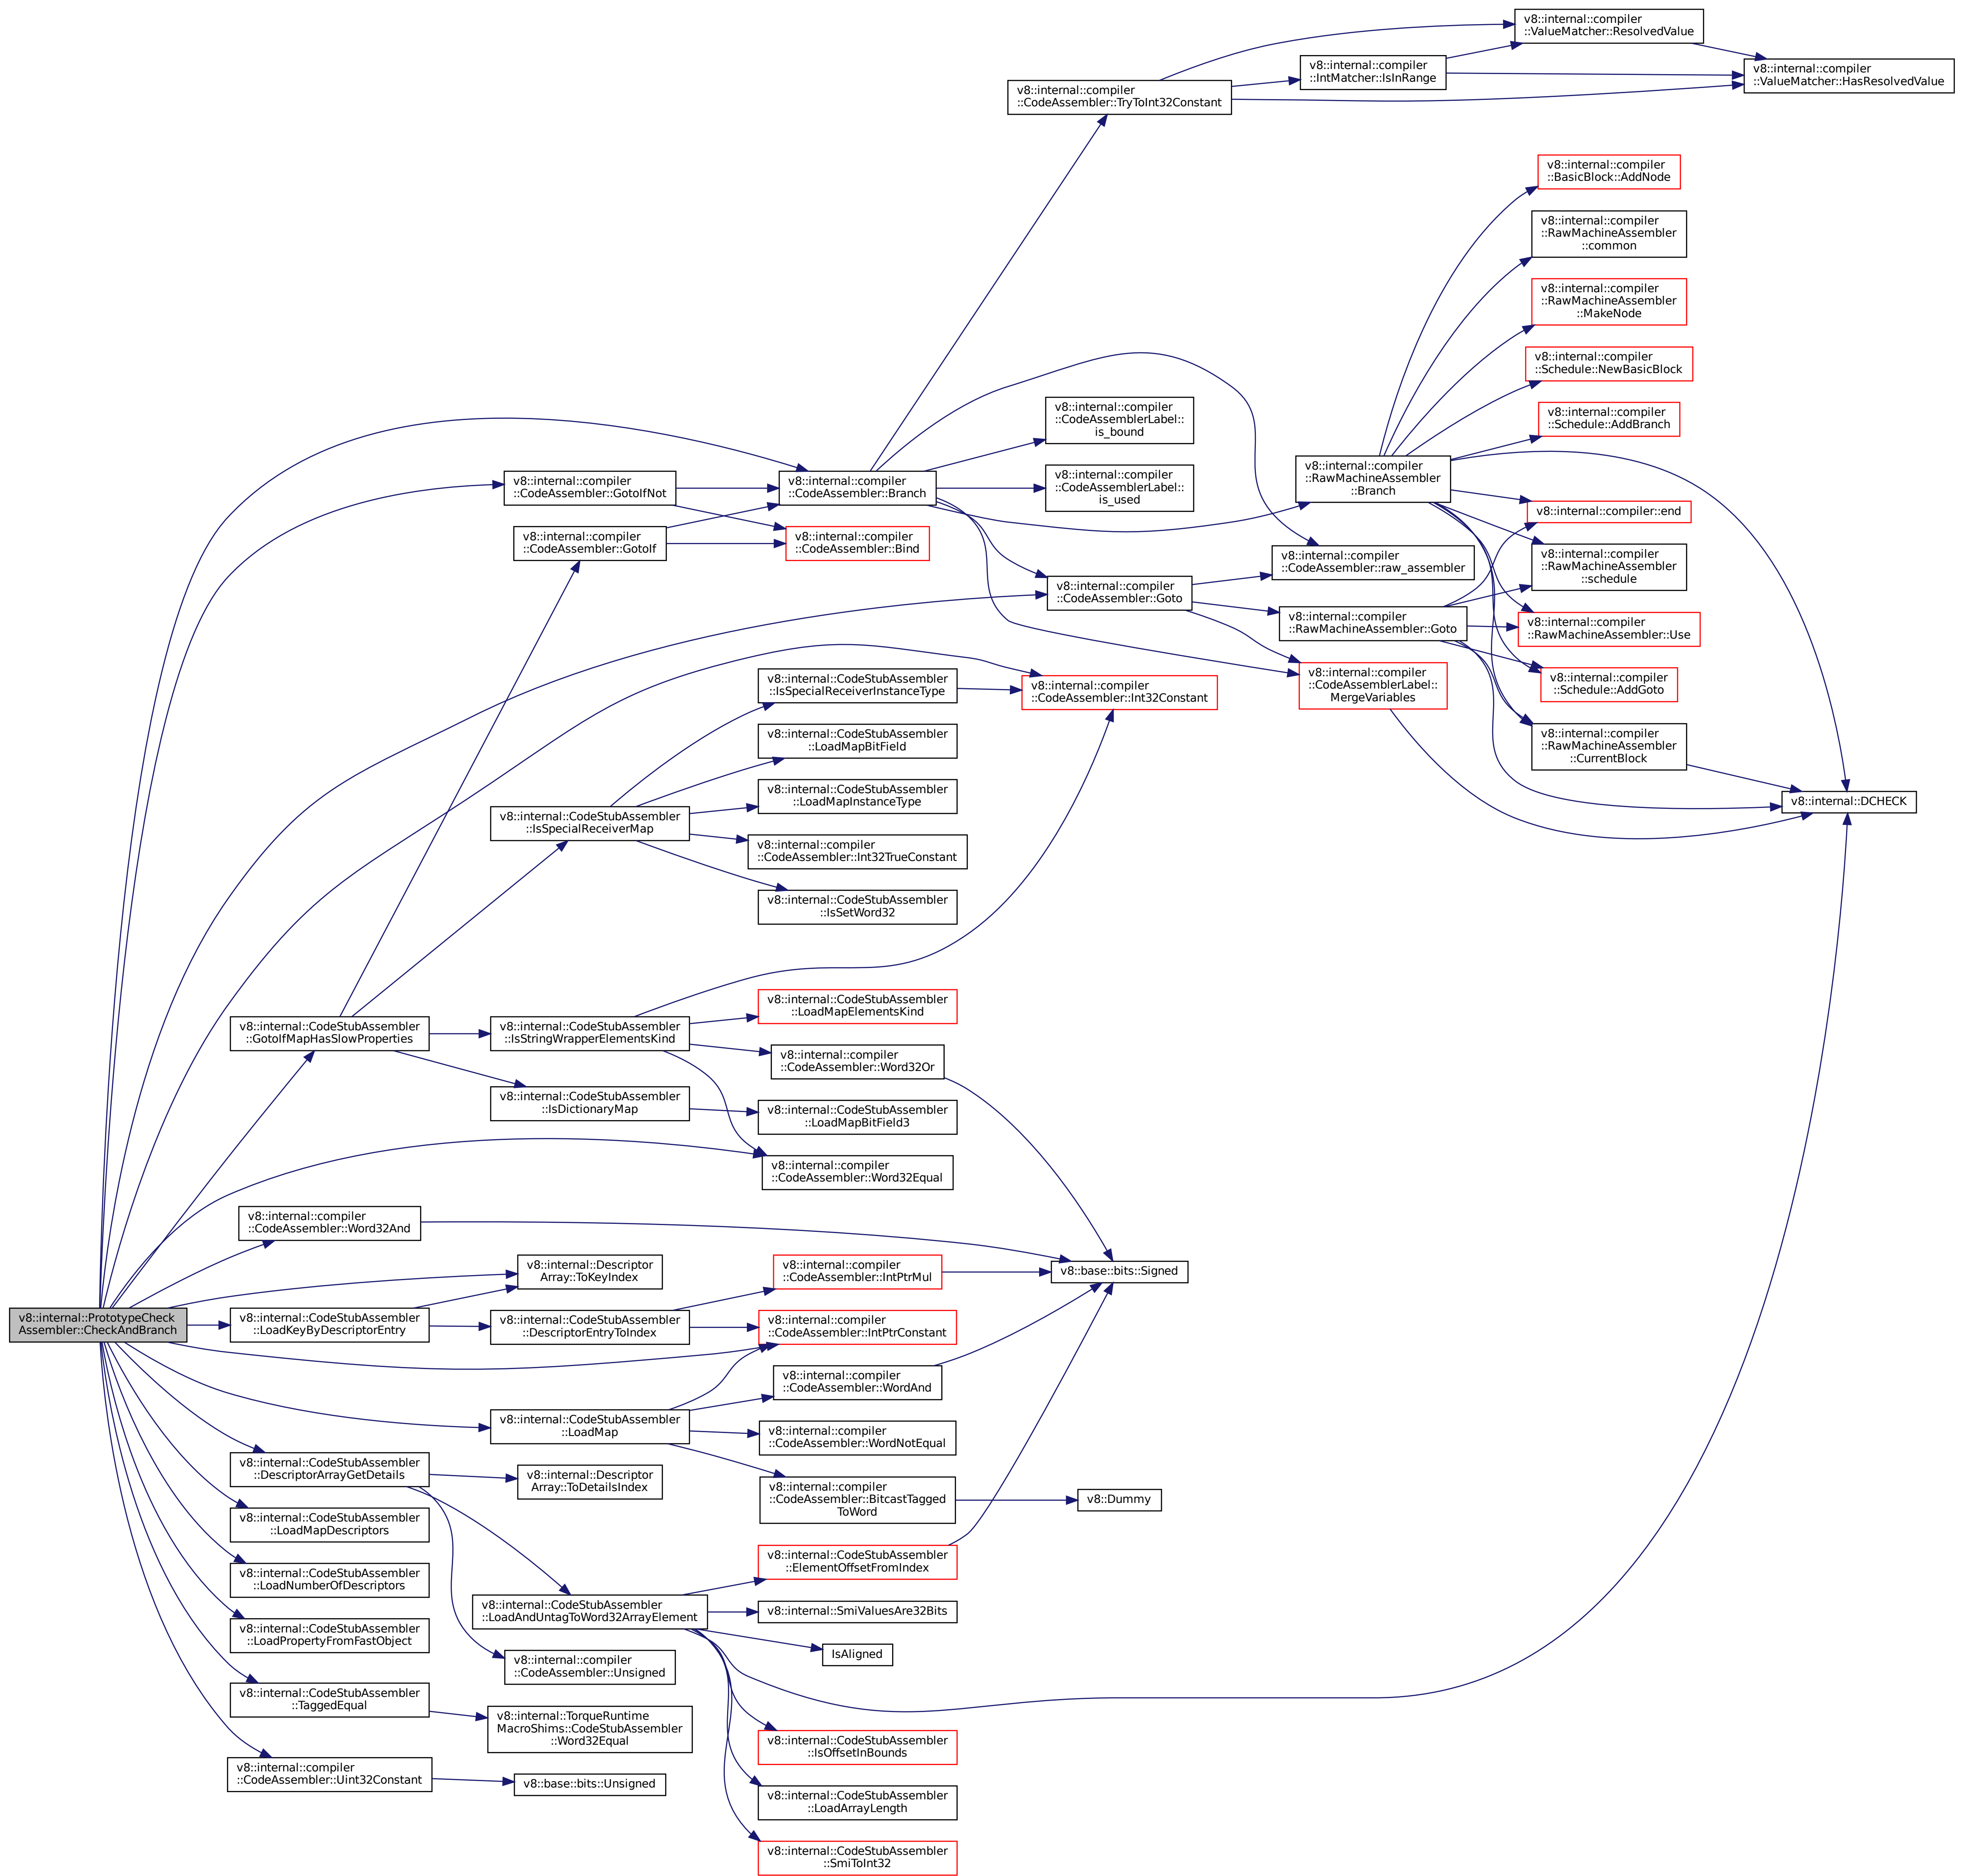 v8::internal::compiler
::ValueMatcher::ResolvedValue
v8::internal::compiler
::IntMatcher::IsInRange
v8::internal::compiler
::ValueMatcher::HasResolvedValue
v8::internal::compiler
::CodeAssembler::TryToInt32Constant
v8::internal::compiler
::BasicBlock::AddNode
v8::internal::compiler
::RawMachineAssembler
::common
v8::internal::compiler
::RawMachineAssembler
::MakeNode
v8::internal::compiler
::Schedule::NewBasicBlock
v8::internal::compiler
::Schedule::AddBranch
v8::internal::compiler
::CodeAssemblerLabel::
is_bound
v8::internal::compiler
::RawMachineAssembler
::Branch
v8::internal::compiler
::CodeAssembler::GotoIfNot
v8::internal::compiler
::CodeAssembler::Branch
v8::internal::compiler
::CodeAssemblerLabel::
is_used
v8::internal::compiler::end
v8::internal::compiler
::CodeAssembler::GotoIf
v8::internal::compiler
::CodeAssembler::Bind
v8::internal::compiler
::CodeAssembler::raw_assembler
v8::internal::compiler
::RawMachineAssembler
::schedule
v8::internal::compiler
::CodeAssembler::Goto
v8::internal::compiler
::RawMachineAssembler::Goto
v8::internal::compiler
::RawMachineAssembler::Use
v8::internal::CodeStubAssembler
::IsSpecialReceiverInstanceType
v8::internal::compiler
::CodeAssembler::Int32Constant
v8::internal::compiler
::CodeAssemblerLabel::
MergeVariables
v8::internal::compiler
::Schedule::AddGoto
v8::internal::CodeStubAssembler
::LoadMapBitField
v8::internal::compiler
::RawMachineAssembler
::CurrentBlock
v8::internal::CodeStubAssembler
::LoadMapInstanceType
v8::internal::DCHECK
v8::internal::CodeStubAssembler
::IsSpecialReceiverMap
v8::internal::compiler
::CodeAssembler::Int32TrueConstant
v8::internal::CodeStubAssembler
::IsSetWord32
v8::internal::CodeStubAssembler
::LoadMapElementsKind
v8::internal::CodeStubAssembler
::GotoIfMapHasSlowProperties
v8::internal::CodeStubAssembler
::IsStringWrapperElementsKind
v8::internal::compiler
::CodeAssembler::Word32Or
v8::internal::CodeStubAssembler
::IsDictionaryMap
v8::internal::CodeStubAssembler
::LoadMapBitField3
v8::internal::compiler
::CodeAssembler::Word32Equal
v8::internal::compiler
::CodeAssembler::Word32And
v8::internal::Descriptor
Array::ToKeyIndex
v8::internal::compiler
::CodeAssembler::IntPtrMul
v8::base::bits::Signed
v8::internal::PrototypeCheck
Assembler::CheckAndBranch
v8::internal::CodeStubAssembler
::LoadKeyByDescriptorEntry
v8::internal::CodeStubAssembler
::DescriptorEntryToIndex
v8::internal::compiler
::CodeAssembler::IntPtrConstant
v8::internal::compiler
::CodeAssembler::WordAnd
v8::internal::CodeStubAssembler
::LoadMap
v8::internal::compiler
::CodeAssembler::WordNotEqual
v8::internal::CodeStubAssembler
::DescriptorArrayGetDetails
v8::internal::Descriptor
Array::ToDetailsIndex
v8::internal::compiler
::CodeAssembler::BitcastTagged
ToWord
v8::Dummy
v8::internal::CodeStubAssembler
::LoadMapDescriptors
v8::internal::CodeStubAssembler
::ElementOffsetFromIndex
v8::internal::CodeStubAssembler
::LoadNumberOfDescriptors
v8::internal::CodeStubAssembler
::LoadAndUntagToWord32ArrayElement
v8::internal::SmiValuesAre32Bits
v8::internal::CodeStubAssembler
::LoadPropertyFromFastObject
IsAligned
v8::internal::compiler
::CodeAssembler::Unsigned
v8::internal::CodeStubAssembler
::TaggedEqual
v8::internal::TorqueRuntime
MacroShims::CodeStubAssembler
::Word32Equal
v8::internal::CodeStubAssembler
::IsOffsetInBounds
v8::internal::compiler
::CodeAssembler::Uint32Constant
v8::base::bits::Unsigned
v8::internal::CodeStubAssembler
::LoadArrayLength
v8::internal::CodeStubAssembler
::SmiToInt32